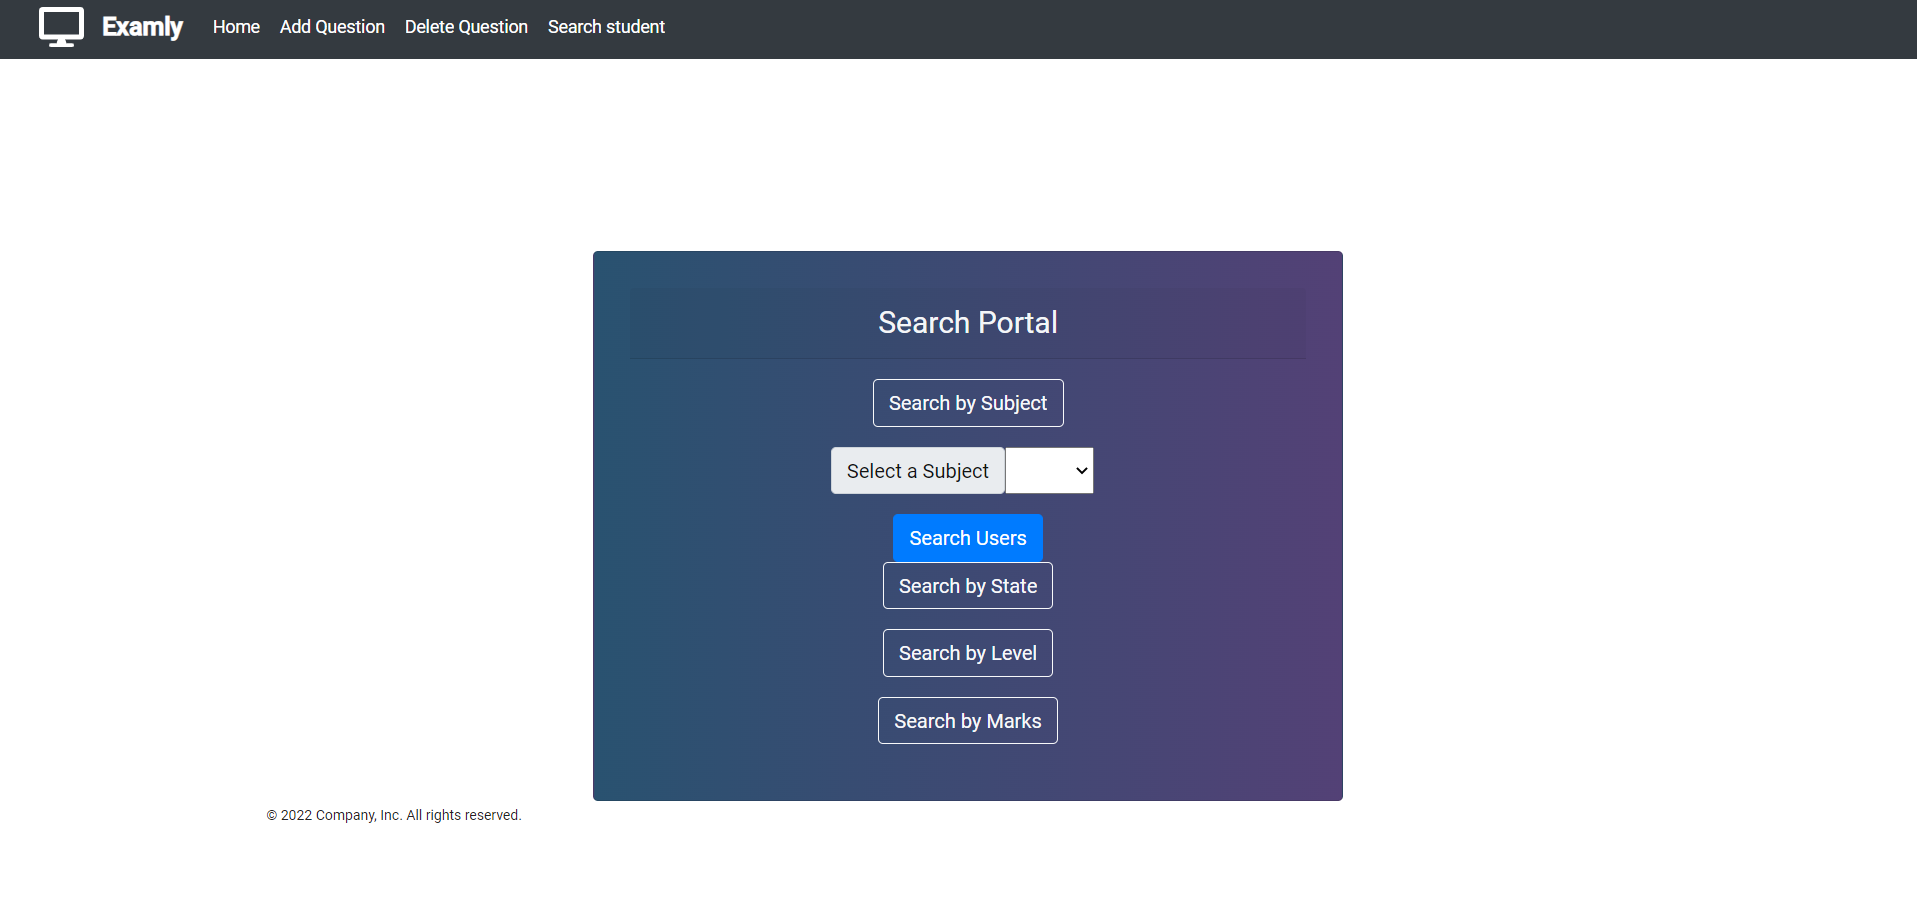 Examly Home Add Question Delete Question Search student
Search Portal
Search by Subject
Select a Subject
Search Users
Search by State
Search by Level
Search by Marks
© 2022 Company, Inc. All rights reserved.